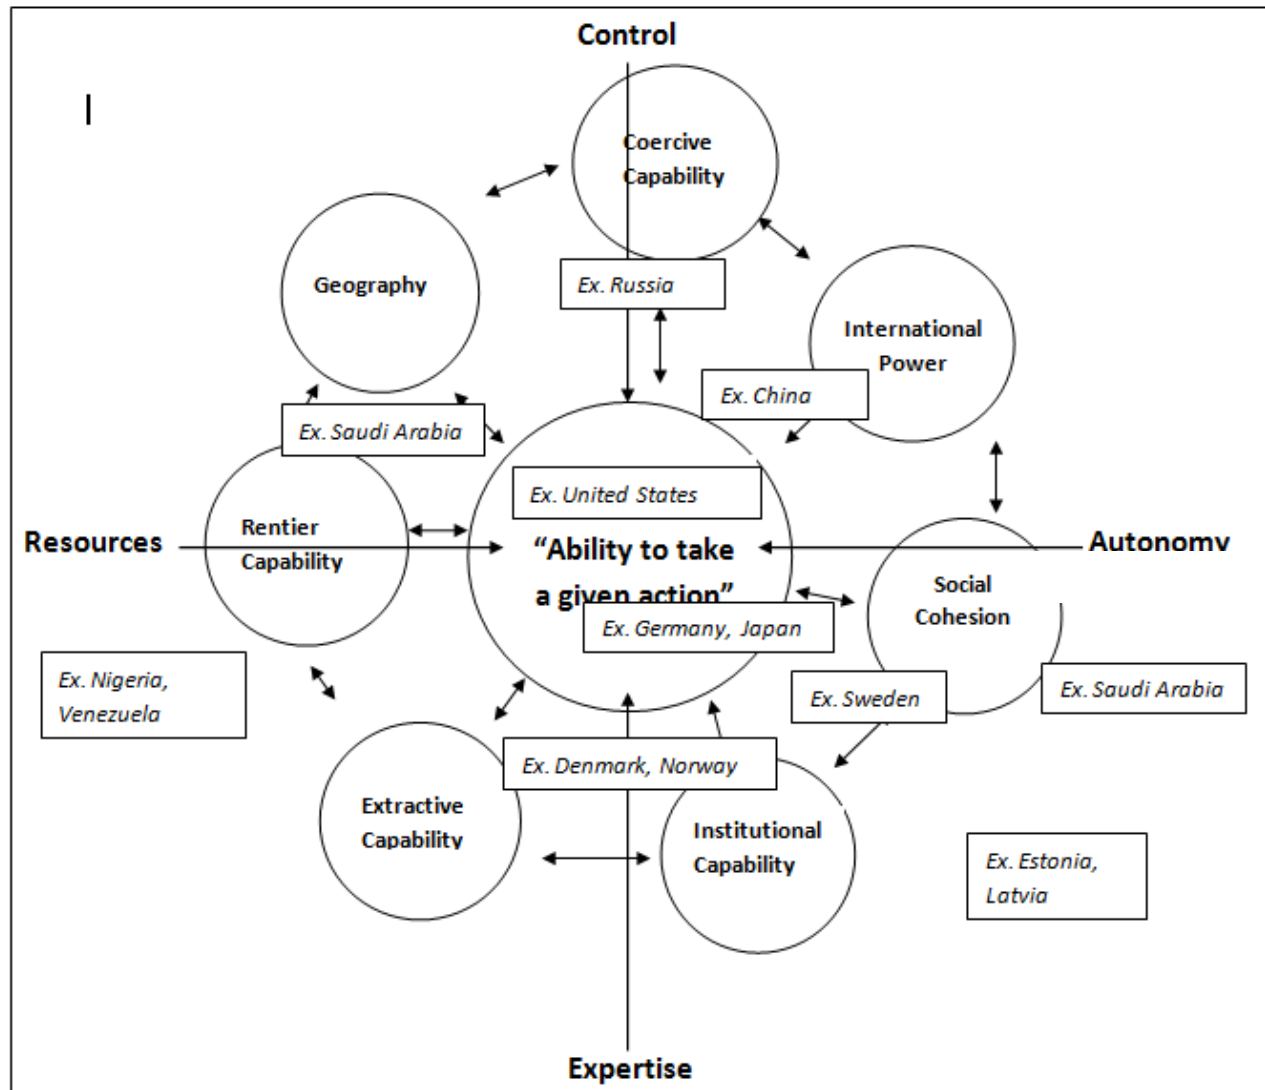 Control
I
Coercive
Capability
Geography
Ex. Russia
International
Power
Ex. China
Ex. Saudi Arabia
Ex. United States
Rentier
Capability
Resources
"Ability to take
a given action"
Autonomy
Social
Cohesion
Ex. Germany, Japan
Ex. Nigeria,
Venezuela
Ex. Sweden
Ex. Saudi Arabia
Ex. Denmark, Norway
Extractive
Capability
Institutional
Capability
Ex. Estonia,
Latvia
Expertise